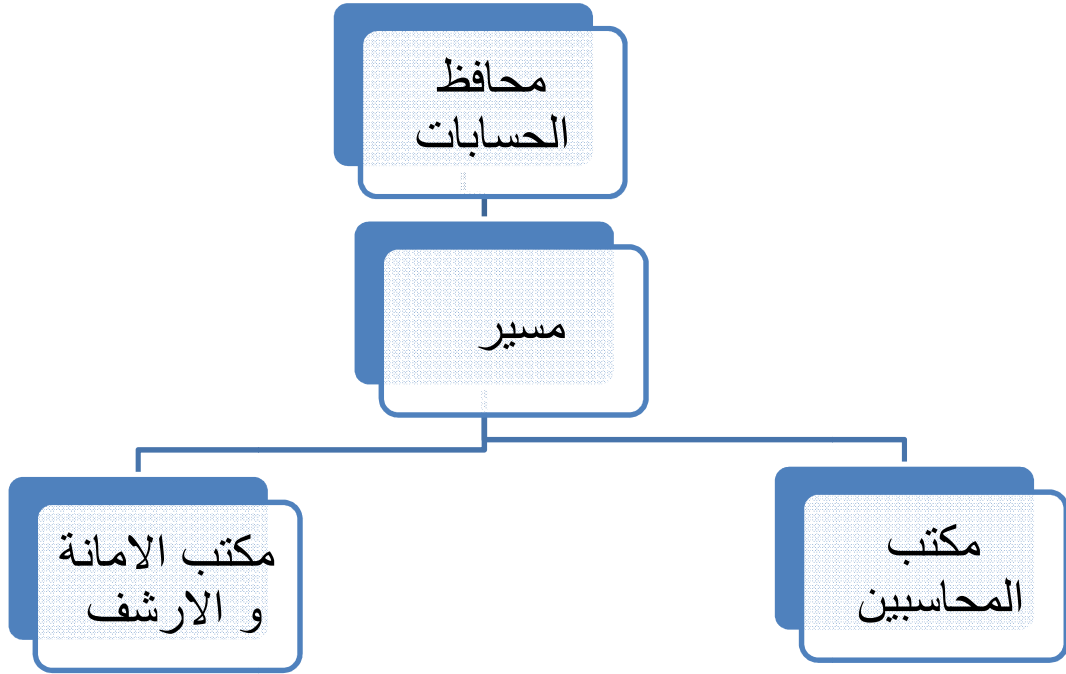 محافظ
الحسابات
مسير
مكتب
المحاسبين
مكتب الامانة
و الارشف